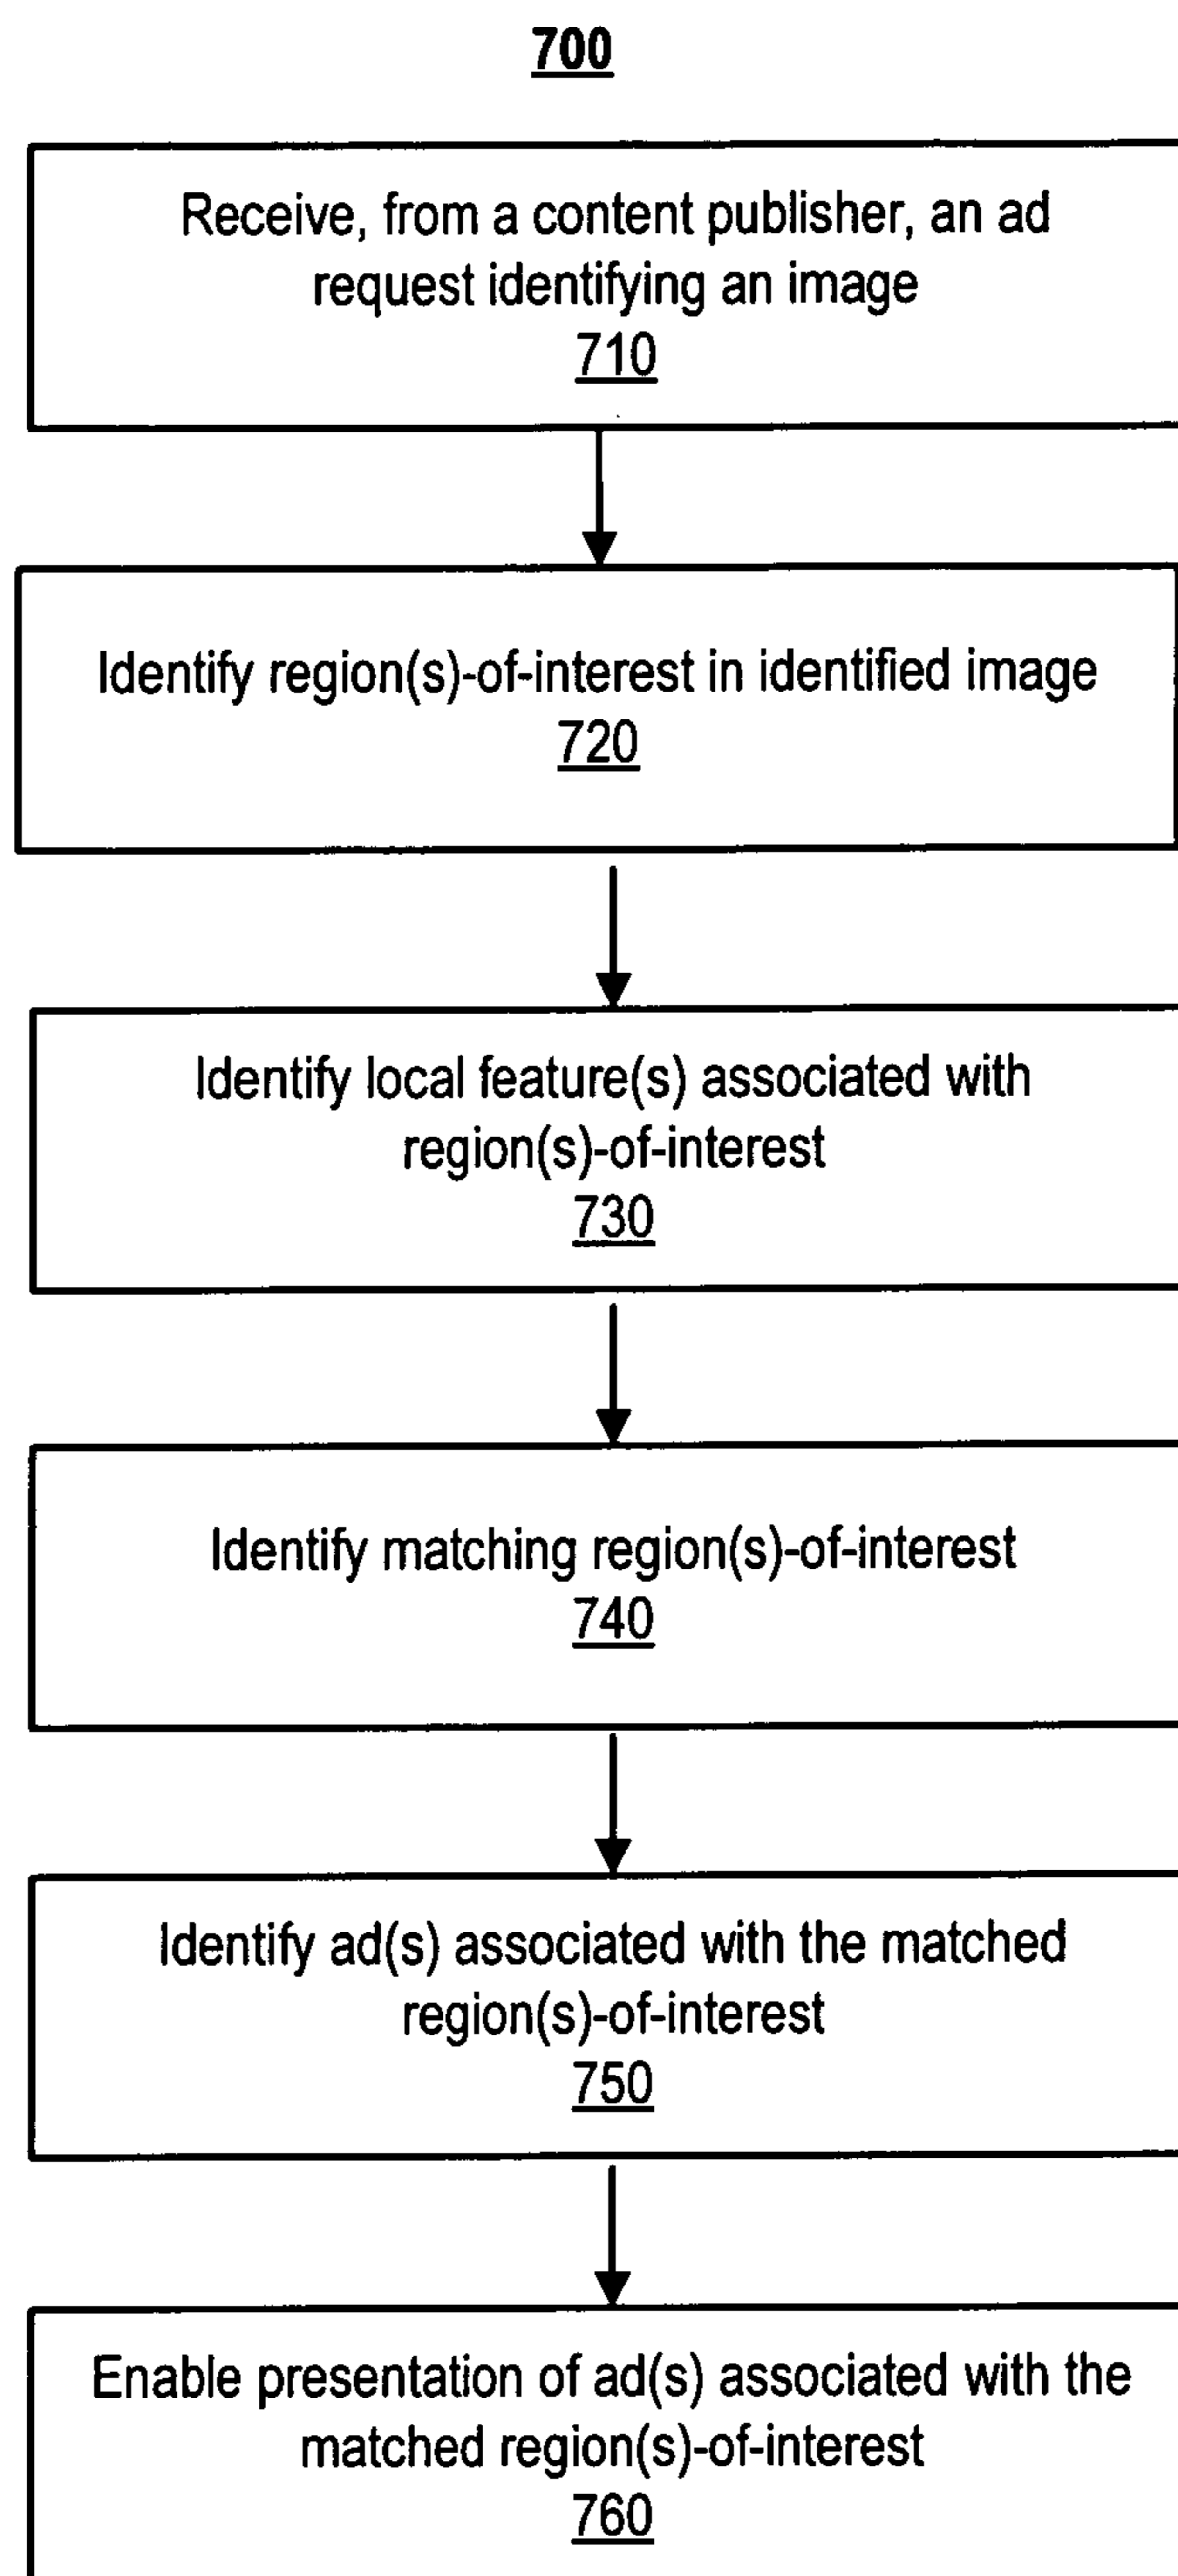 700
Receive, from a content publisher, an ad
request identifying an image
710
Identify region(s)-of-interest in identified image
720
Identify local feature(s) associated with
region(s)-of-interest
730
Identify matching region(s)-of-interest
740
Identify ad(s) associated with the matched
region(s)-of-interest
750
Enable presentation of ad(s) associated with the
matched region(s)-of-interest
760